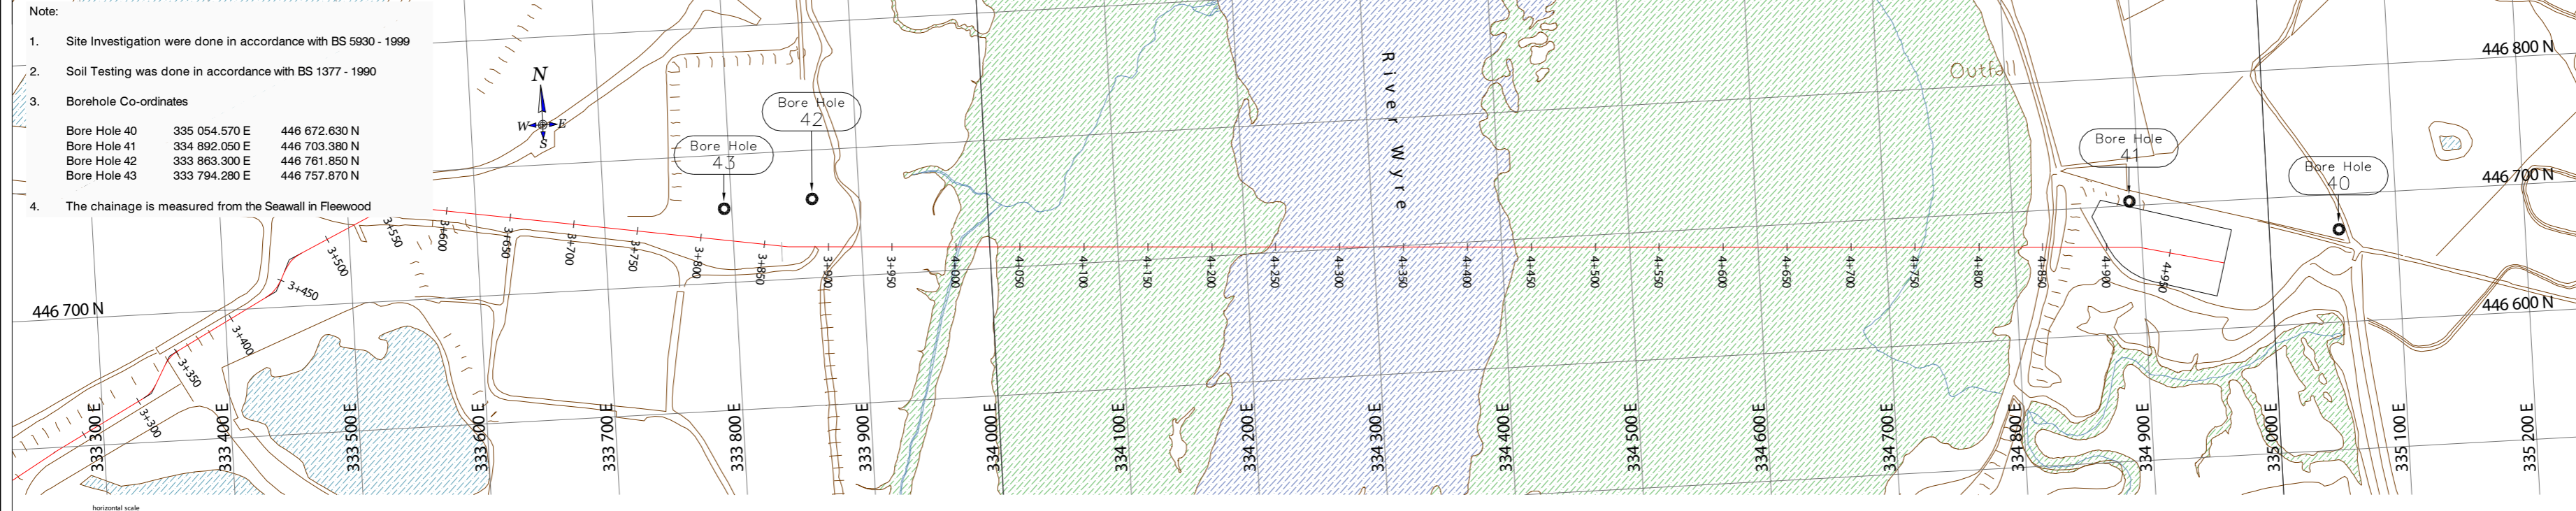 Note:
1. Site Investigation were done in accordance with BS 5930 - 1999
2. Soil Testing was done in accordance with BS 1377 - 1990
3. Borehole Co-ordinates
Bore Hole 40 335 054.570 E 446 672.630 N
Bore Hole 41 334 892.050 E 446 703.380 N
Bore Hole 42 333 863.300 E 446 761.850 N
Bore Hole 43 333 794.280 E 446 757.870 N
4. The chainage is measured from the Seawall in Fleewood
N
W E
S
Bore Hole
43
Bore Hole
42
River Wyre
Outfall
Bore Hole
41
Bore Hole
40
446 800 N
446 700 N
446 600 N
446 700 N
3+300
3+350
3+400
3+450
3+500
3+550
3+600
3+650
3+700
3+750
3+800
3+850
3+900
3+950
4+000
4+050
4+100
4+150
4+200
4+250
4+300
4+350
4+400
4+450
4+500
4+550
4+600
4+650
4+700
4+750
4+800
4+850
4+900
4+950
333 300 E
333 400 E
333 500 E
333 600 E
333 700 E
333 800 E
333 900 E
334 000 E
334 100 E
334 200 E
334 300 E
334 400 E
334 500 E
334 600 E
334 700 E
334 800 E
334 900 E
335 000 E
335 100 E
335 200 E
horizontal scale